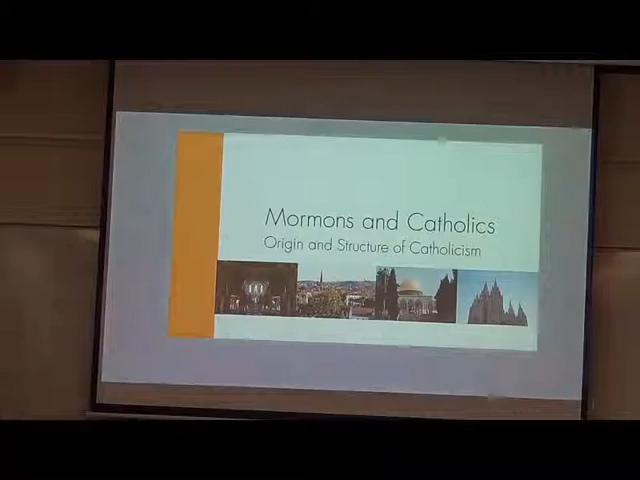 Mormons and Catholics
Origin and Structure of Catholicism